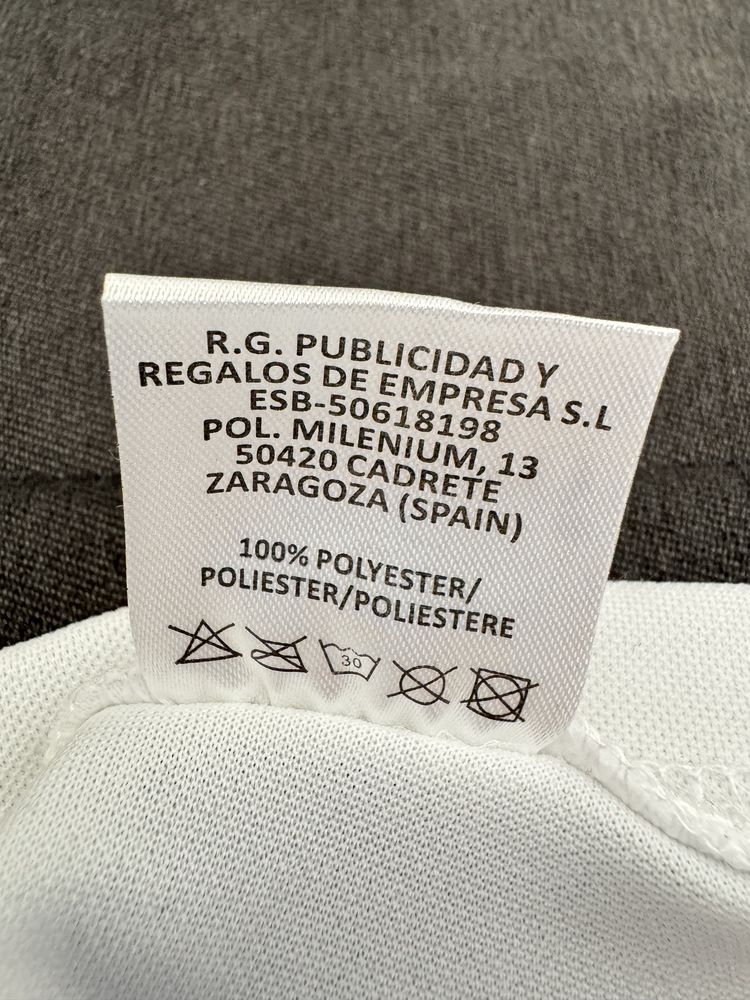 R.G. PUBLICIDAD Y
REGALOS DE EMPRESA S.L
ESB-50618198
POL. MILENIUM, 13
50420 CADRETE
ZARAGOZA (SPAIN)
100% POLYESTER/
POLIESTER/POLIESTERE
30